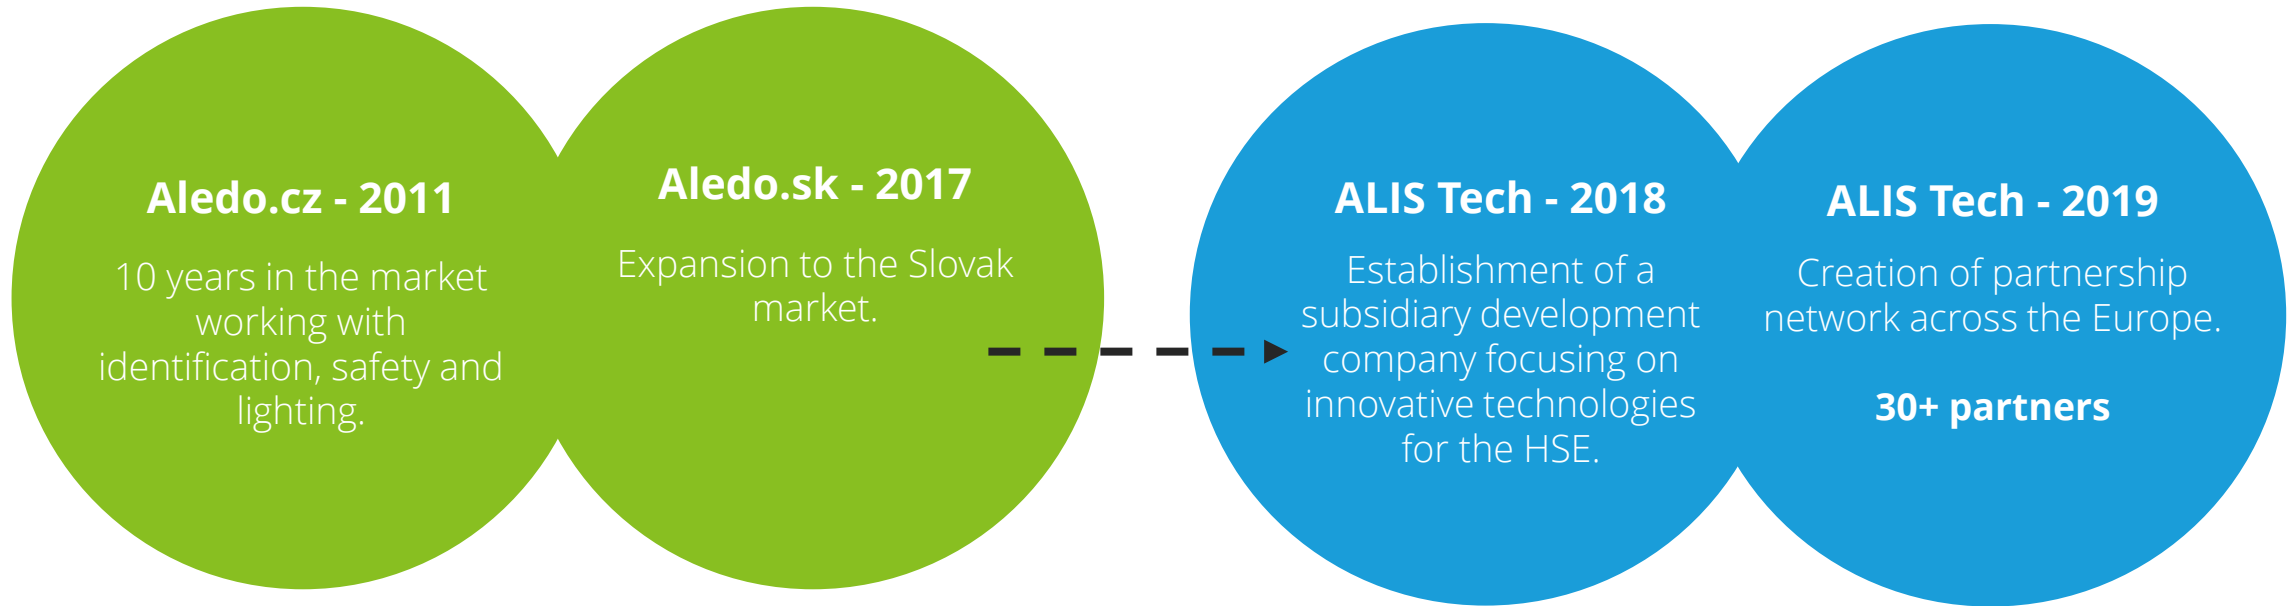 Aledo.cz - 2011
10 years in the market
working with
identification, safety and
lighting.
Aledo.sk - 2017
Expansion to the Slovak
market.
ALIS Tech - 2018
Establishment of a
subsidiary development
company focusing on
innovative technologies
for the HSE.
ALIS Tech - 2019
Creation of partnership
network across the Europe.
30+ partners